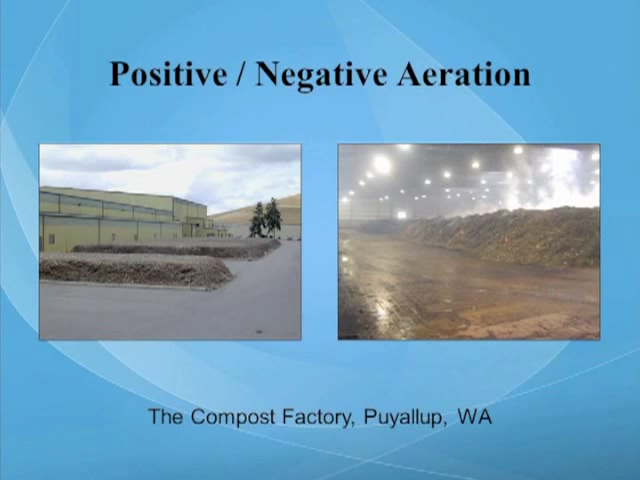 Positive / Negative Aeration
The Compost Factory, Puyallup, WA